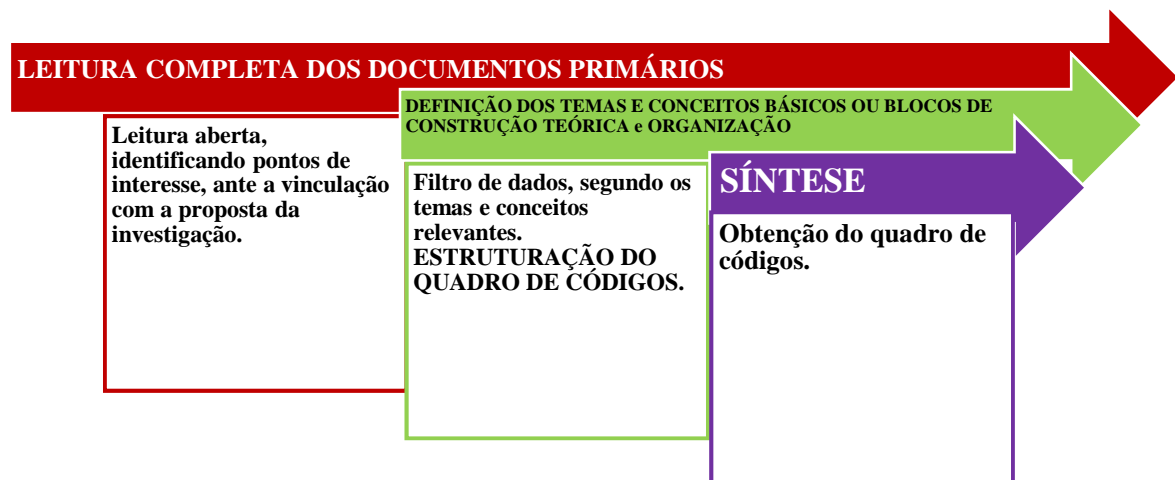 LEITURA COMPLETA DOS DOCUMENTOS PRIMÁRIOS
Leitura aberta,
identificando pontos de
interesse, ante a vinculação
com a proposta da
investigação.
DEFINIÇÃO DOS TEMAS E CONCEITOS BÁSICOS OU BLOCOS DE
CONSTRUÇÃO TEÓRICA e ORGANIZAÇÃO
Filtro de dados, segundo os
temas e conceitos
relevantes.
ESTRUTURAÇÃO DO
QUADRO DE CÓDIGOS.
SÍNTESE
Obtenção do quadro de
códigos.